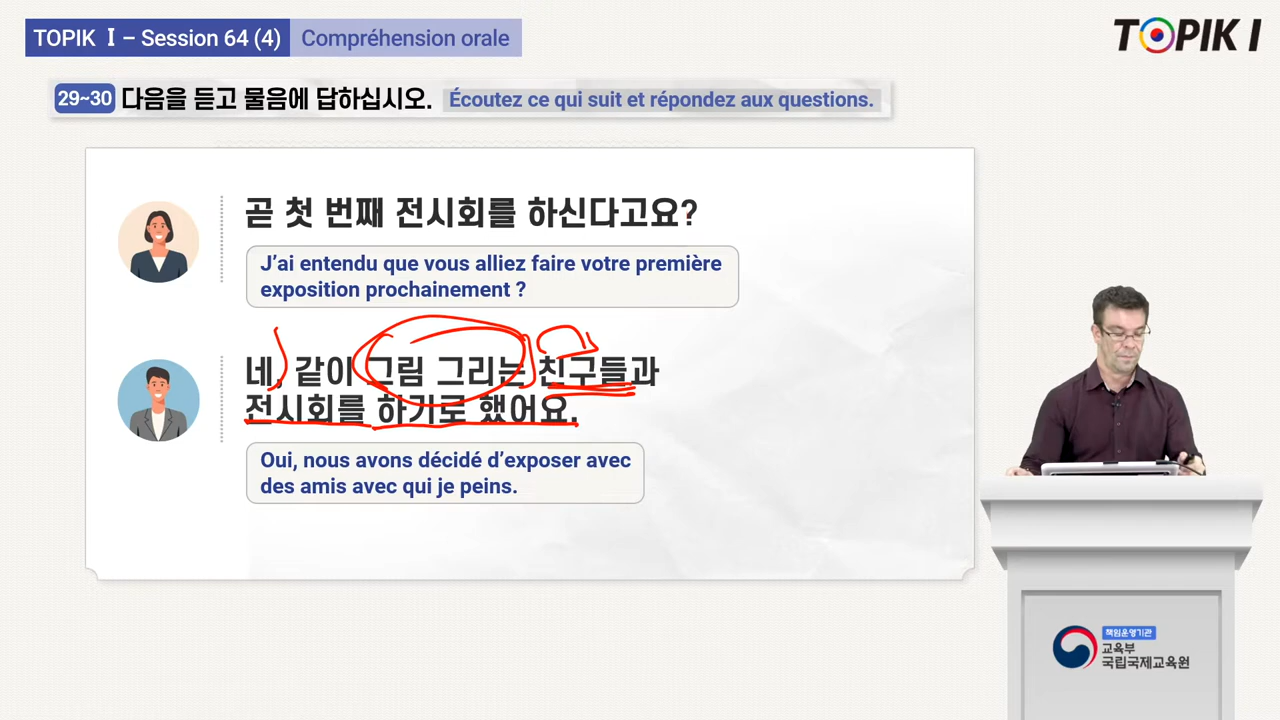 TOPIK Ⅰ – Session 64 (4)
Compréhension orale
TOPIK I
29~30 다음을 듣고 물음에 답하십시오. Écoutez ce qui suit et répondez aux questions.
곧 첫 번째 전시회를 하신다고요?
J’ai entendu que vous alliez faire votre première
exposition prochainement ?
네, 같이 그림 그리는 친구들과
전시회를 하기로 했어요.
Oui, nous avons décidé d’exposer avec
des amis avec qui je peins.
책임운영기관
교육부
국립국제교육원